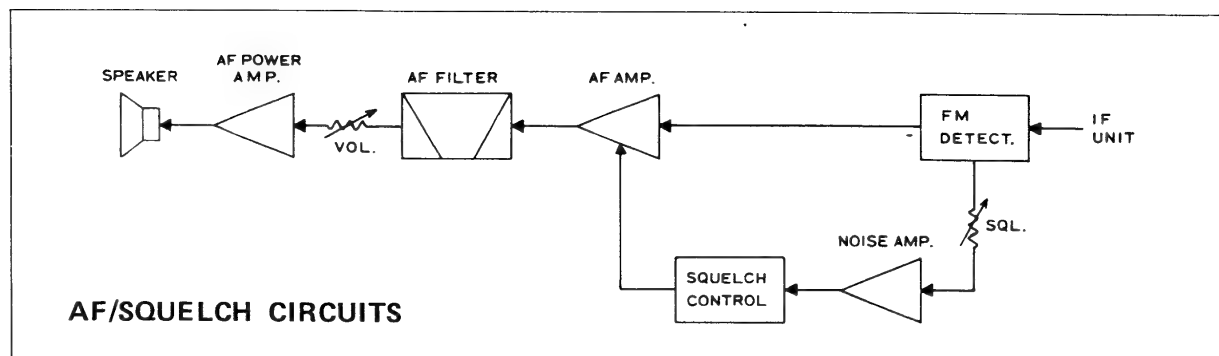 SPEAKER
AF POWER
AMP.
AF FILTER
AF AMP.
FM
DETECT.
IF
UNIT
VOL.
SQL.
NOISE AMP.
SQUELCH
CONTROL
AF/SQUELCH CIRCUITS